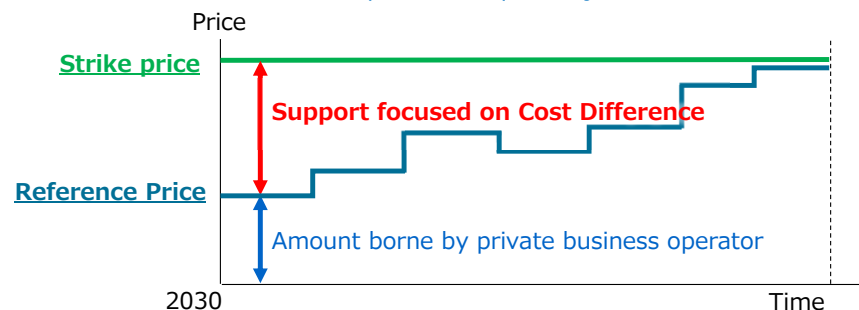 Price
Strike price
Support focused on Cost Difference
Reference Price
Amount borne by private business operator
2030
Time